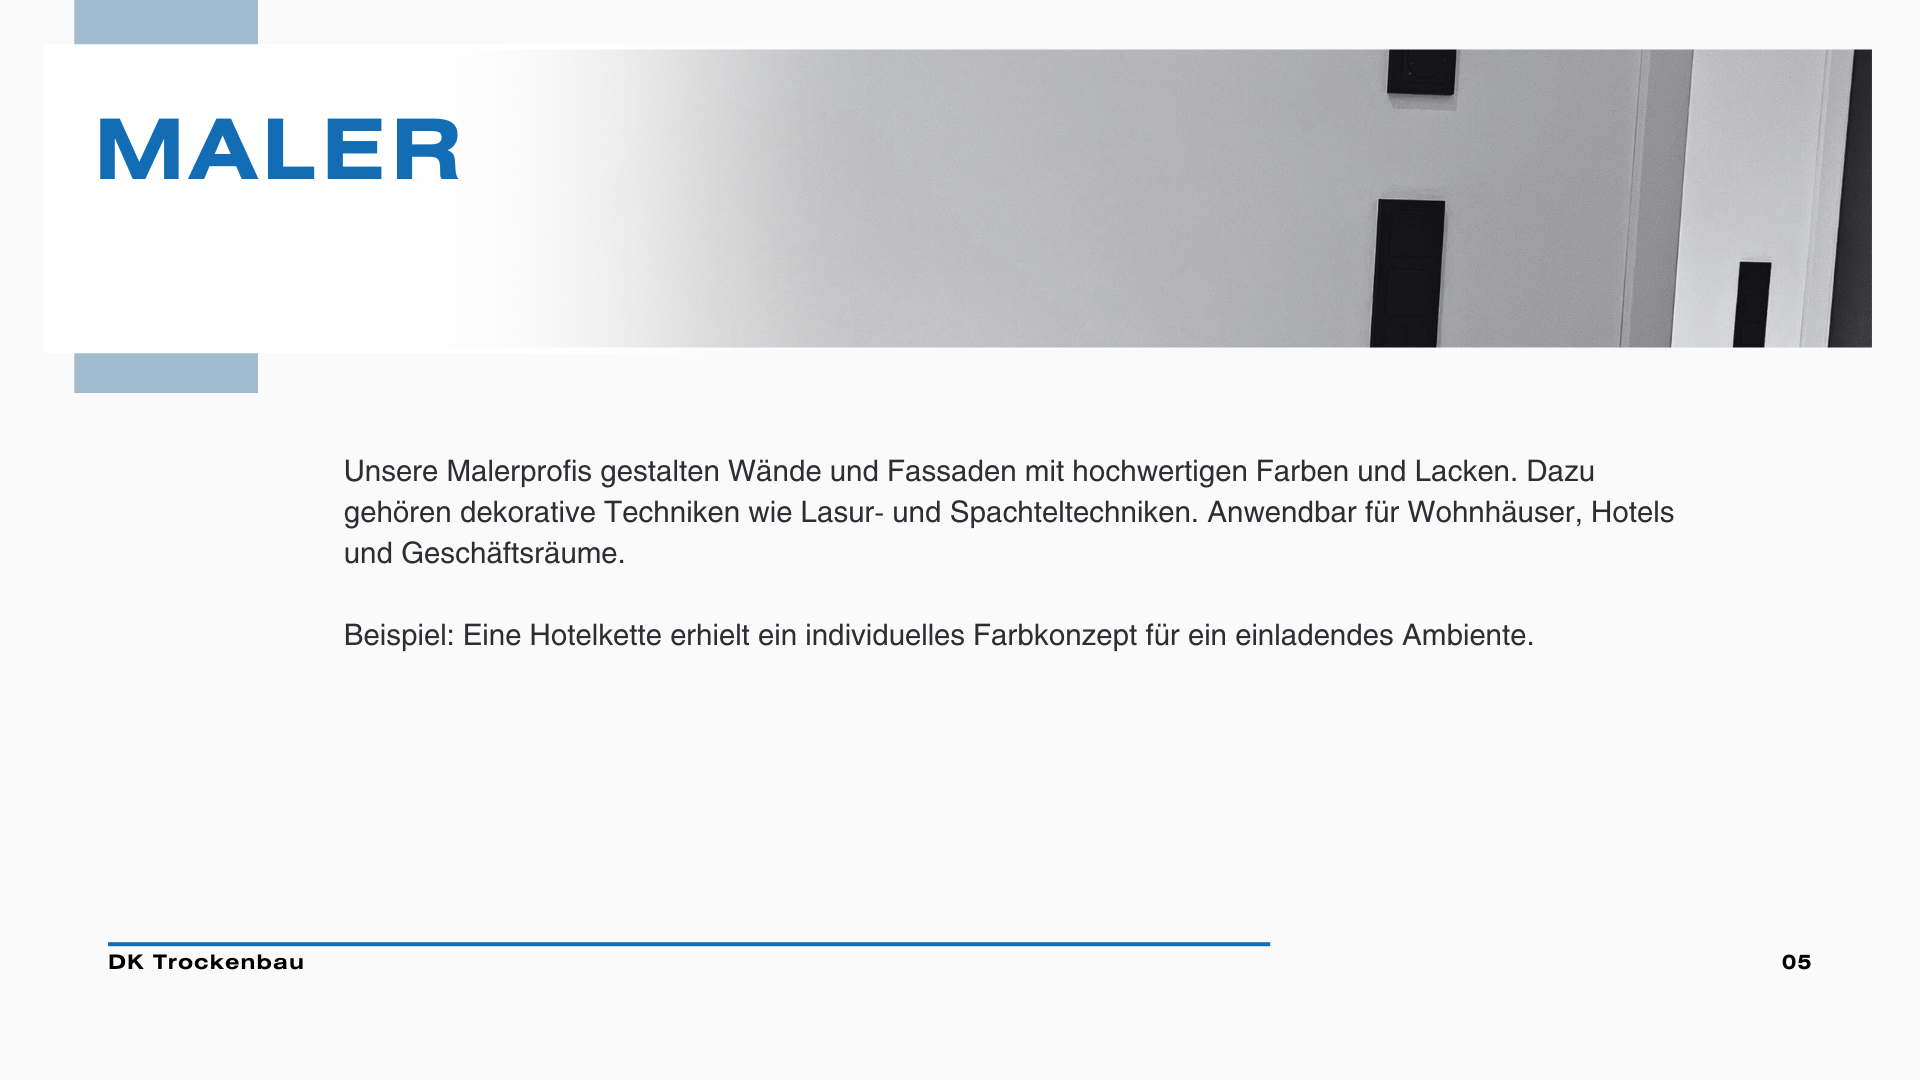 MALER
Unsere Malerprofis gestalten Wände und Fassaden mit hochwertigen Farben und Lacken. Dazu
gehören dekorative Techniken wie Lasur- und Spachteltechniken. Anwendbar für Wohnhäuser, Hotels
und Geschäftsräume.
Beispiel: Eine Hotelkette erhielt ein individuelles Farbkonzept für ein einladendes Ambiente.
DK Trockenbau
05